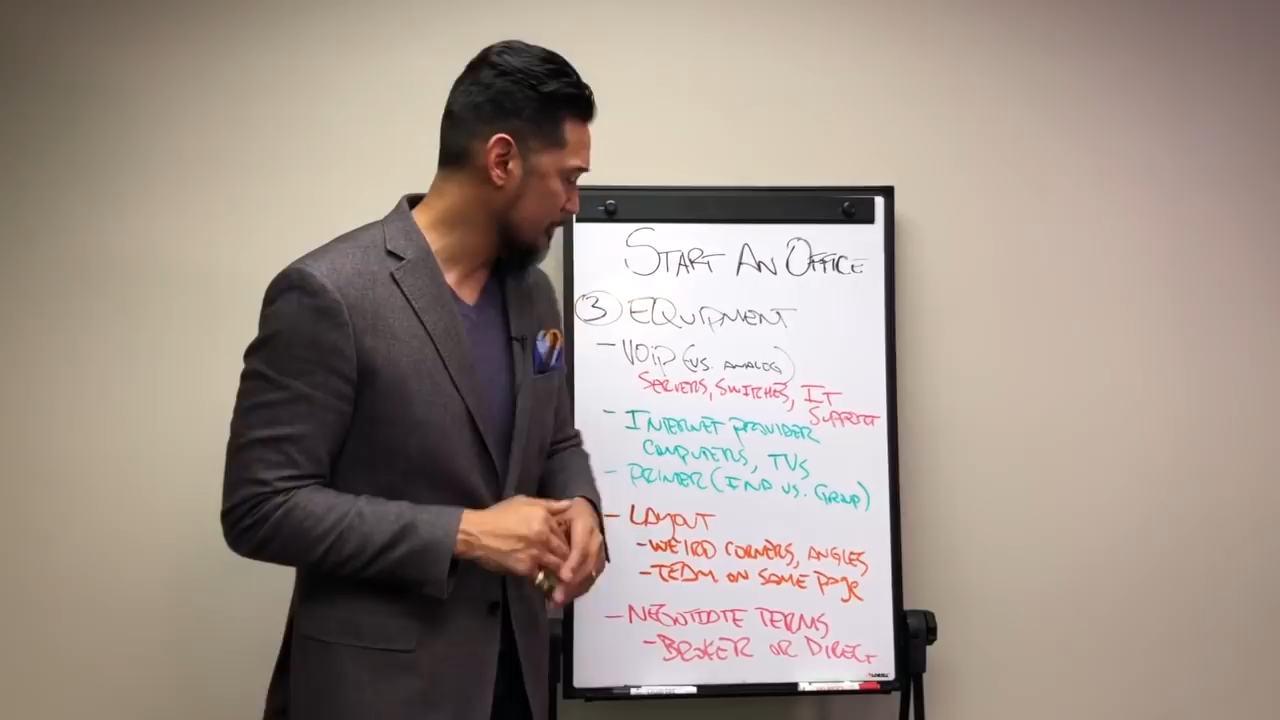 START AN OFFICE
3 EQUIPMENT
- VOIP (VS. ANALOG)
SERVERS, SWITCHES, IT
SUPPORT
- INTERNET PROVIDER
COMPUTERS, TVS
- PRINTER (IND VS. GROUP)
- LAYOUT
- WEIRD CORNERS, ANGLES
- TEAM ON SAME PAGE
- NEGOTIATE TERMS
- BROKER OR DIRECT